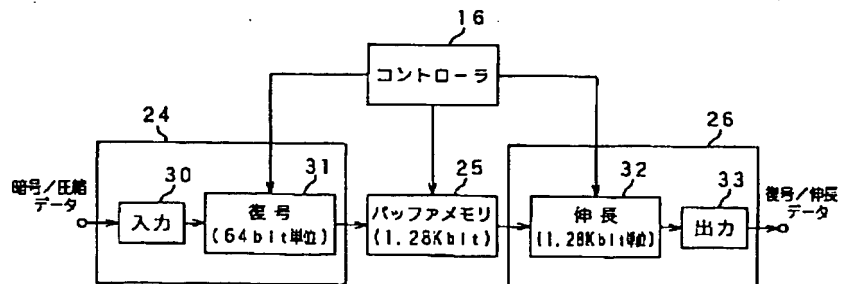 16
コントローラ
24
26
暗号/圧縮
データ
30
入力
31
復号
(64bit単位)
25
バッファメモリ
(1.28Kbit)
32
伸長
(1.28Kbit単位)
33
出力
復号/伸長
データ